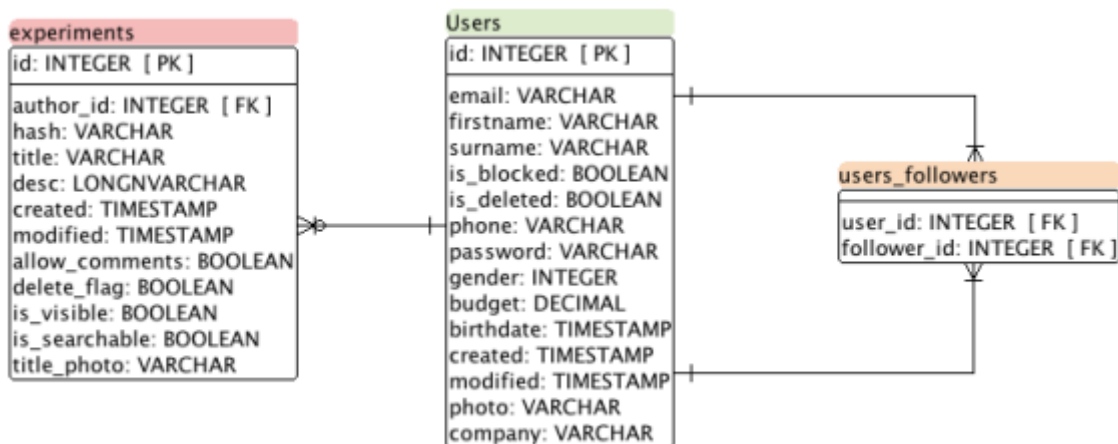 experiments
id: INTEGER [ PK ]
author_id: INTEGER [ FK ]
hash: VARCHAR
title: VARCHAR
desc: LONGNVARCHAR
created: TIMESTAMP
modified: TIMESTAMP
allow_comments: BOOLEAN
delete_flag: BOOLEAN
is_visible: BOOLEAN
is_searchable: BOOLEAN
title_photo: VARCHAR
Users
id: INTEGER [ PK ]
email: VARCHAR
firstname: VARCHAR
surname: VARCHAR
is_blocked: BOOLEAN
is_deleted: BOOLEAN
phone: VARCHAR
password: VARCHAR
gender: INTEGER
budget: DECIMAL
birthdate: TIMESTAMP
created: TIMESTAMP
modified: TIMESTAMP
photo: VARCHAR
company: VARCHAR
users_followers
user_id: INTEGER [ FK ]
follower_id: INTEGER [ FK ]